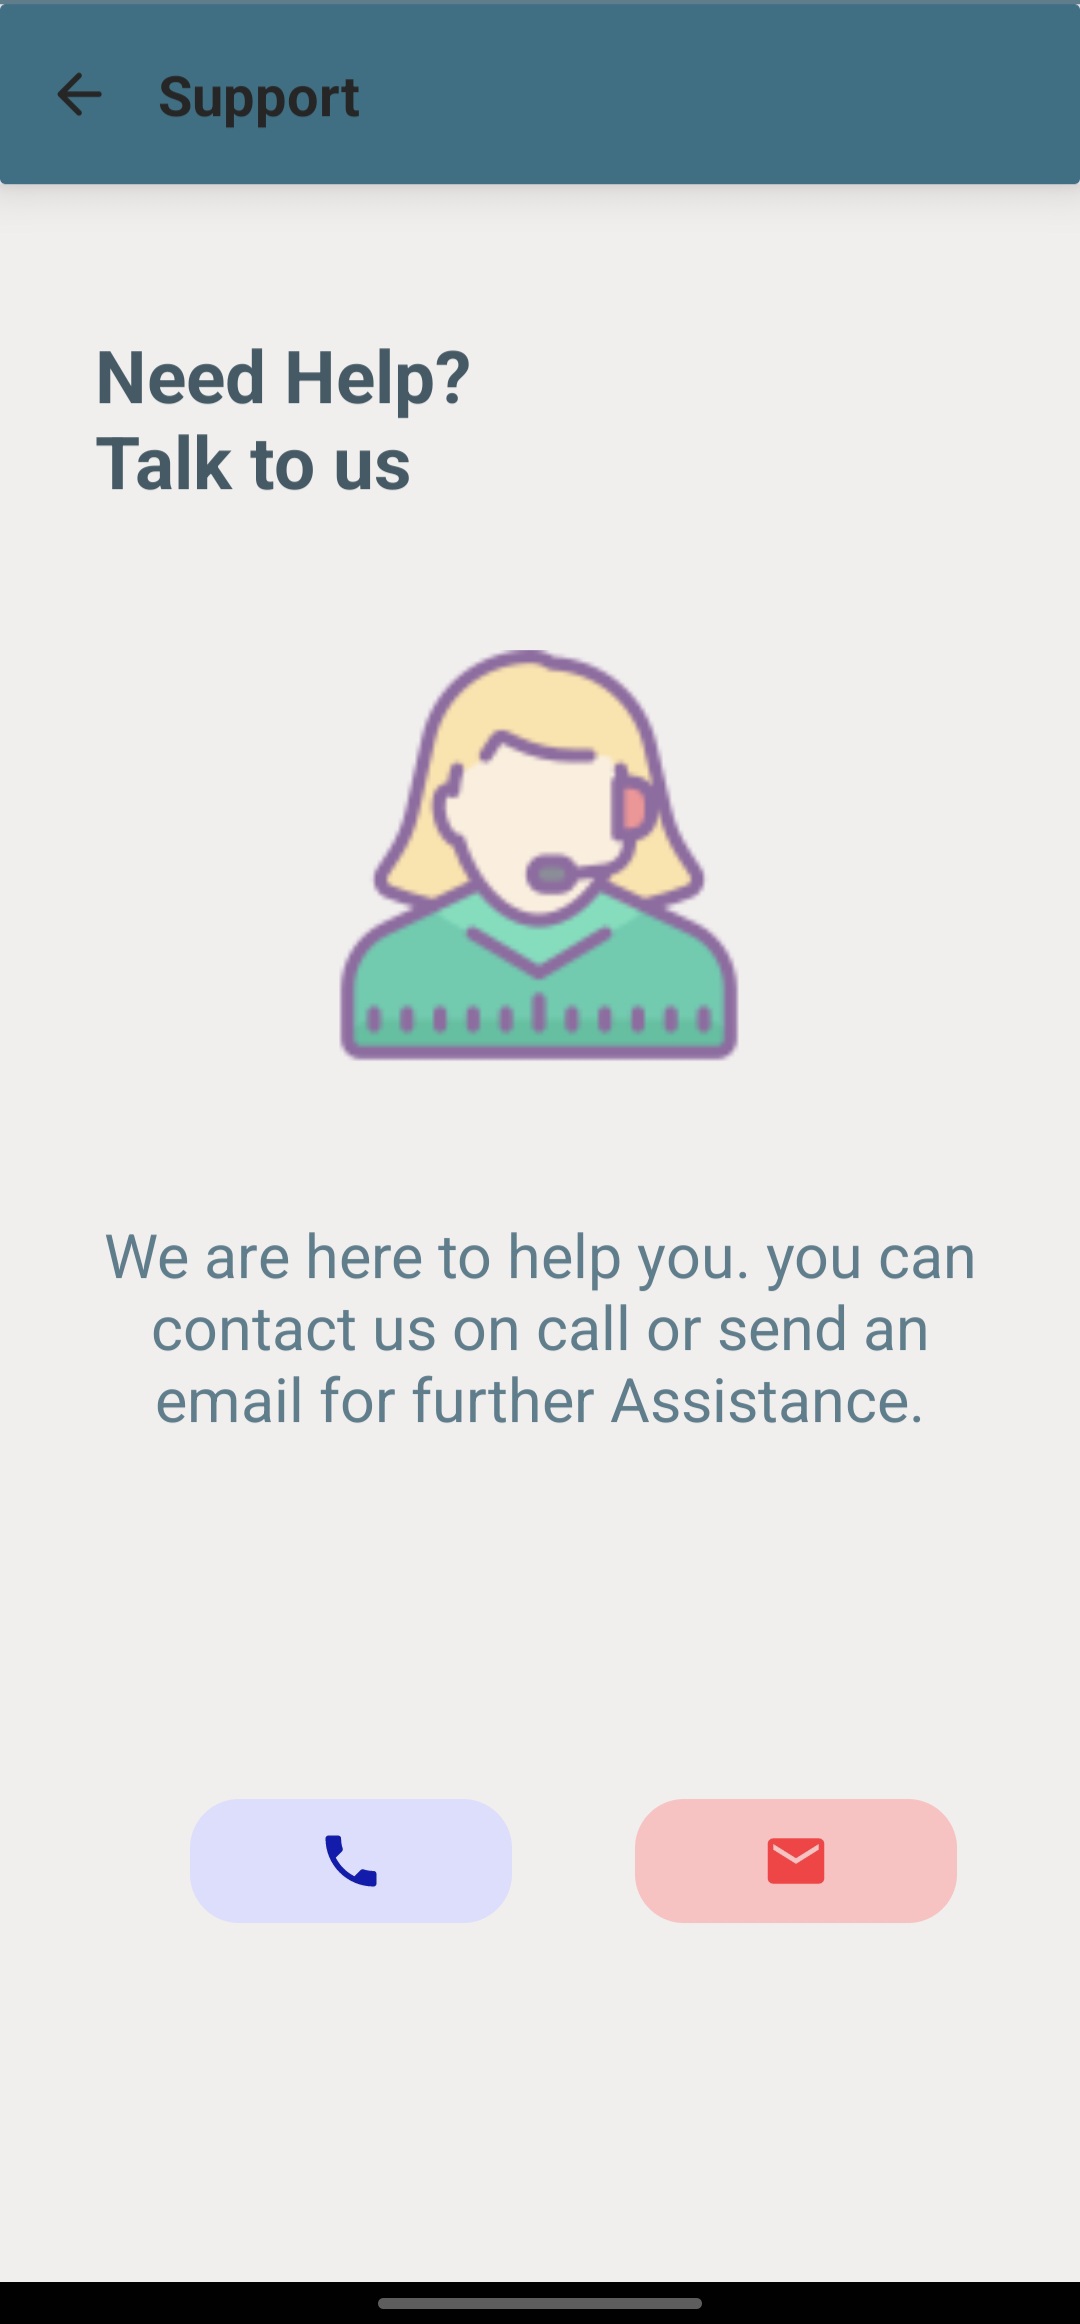 Support
Need Help?
Talk to us
We are here to help you. you can
contact us on call or send an
email for further Assistance.